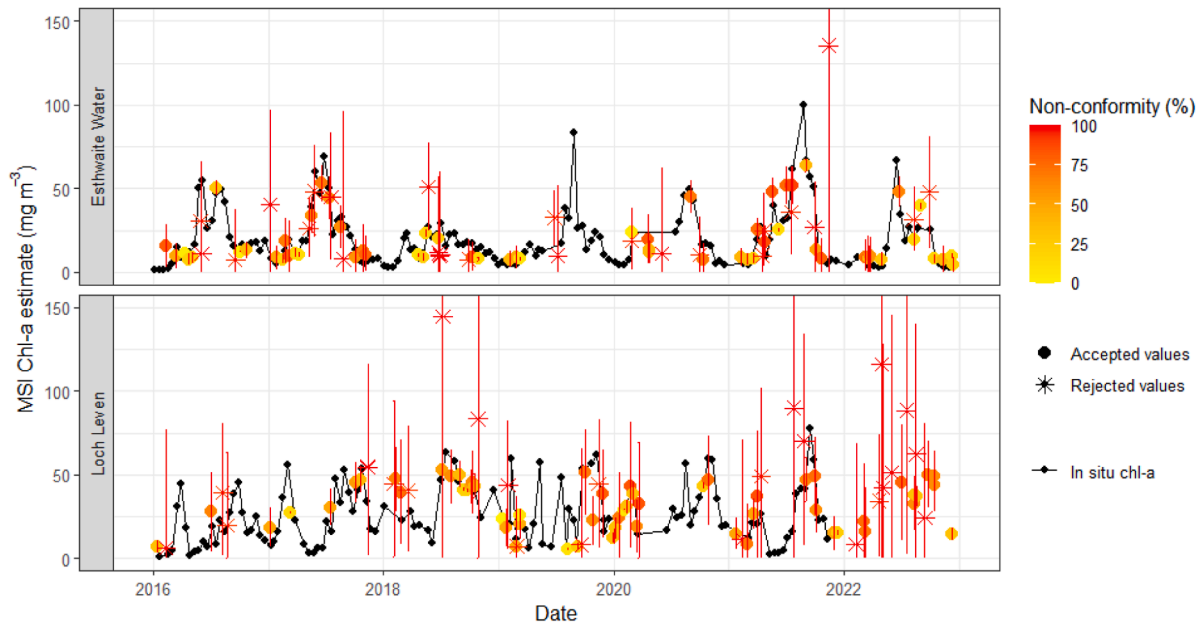 150
100
50
0
Esthwaite Water
150
100
50
0
Loch Leven
MSI Chl-a estimate (mg m⁻³)
2016
2018
2020
2022
Date
Non-conformity (%)
100
75
50
25
0
Accepted values
Rejected values
In situ chl-a